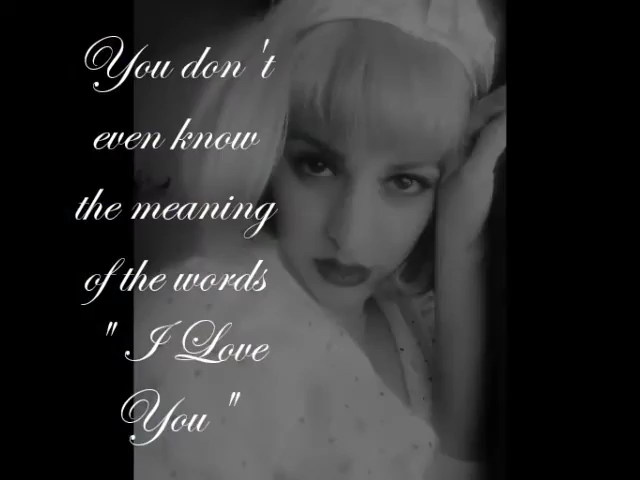 You don't
even know
the meaning
of the words
" I Love
You "